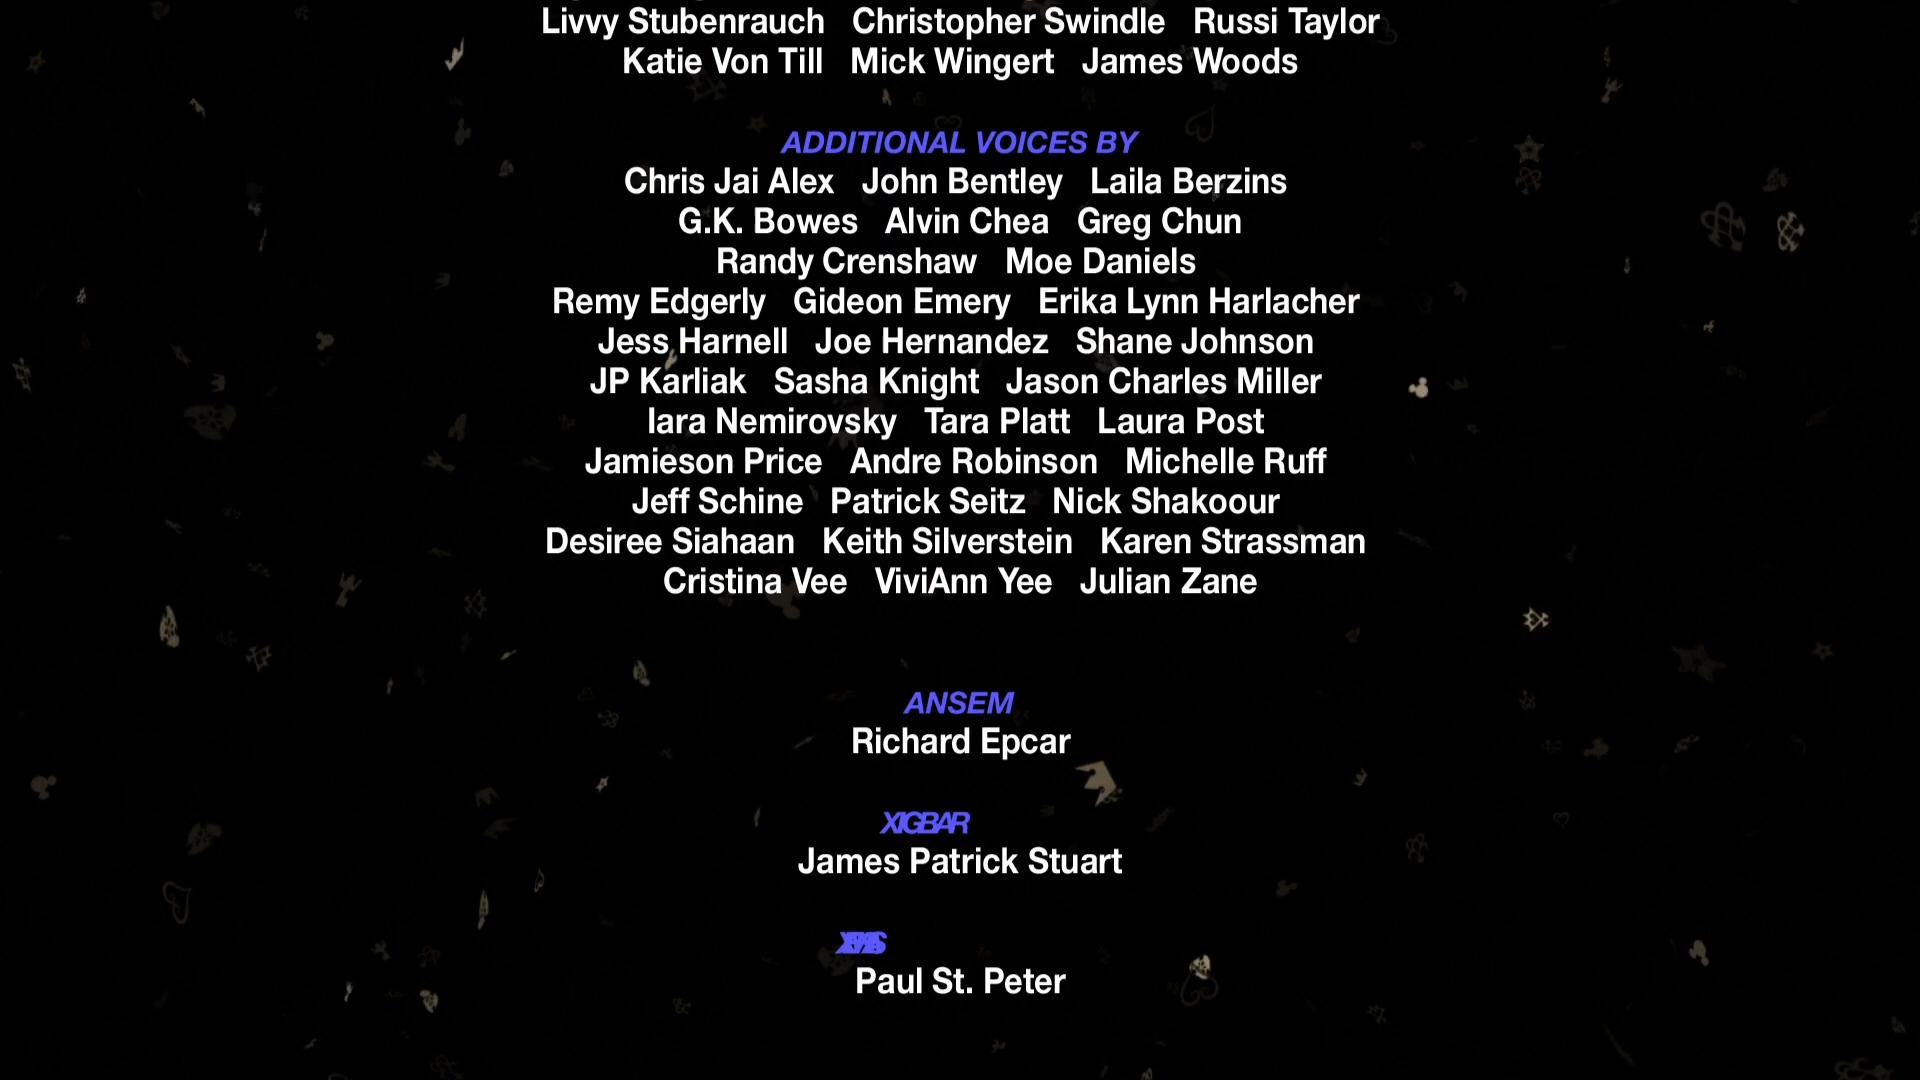 Livvy Stubenrauch Christopher Swindle Russi Taylor
Katie Von Till Mick Wingert James Woods
ADDITIONAL VOICES BY
Chris Jai Alex John Bentley Laila Berzins
G.K. Bowes Alvin Chea Greg Chun
Randy Crenshaw Moe Daniels
Remy Edgerly Gideon Emery Erika Lynn Harlacher
Jess Harnell Joe Hernandez Shane Johnson
JP Karliak Sasha Knight Jason Charles Miller
Iara Nemirovsky Tara Platt Laura Post
Jamieson Price Andre Robinson Michelle Ruff
Jeff Schine Patrick Seitz Nick Shakoour
Desiree Siahaan Keith Silverstein Karen Strassman
Cristina Vee ViviAnn Yee Julian Zane
ANSEM
Richard Epcar
XIGBAR
James Patrick Stuart
Paul St. Peter